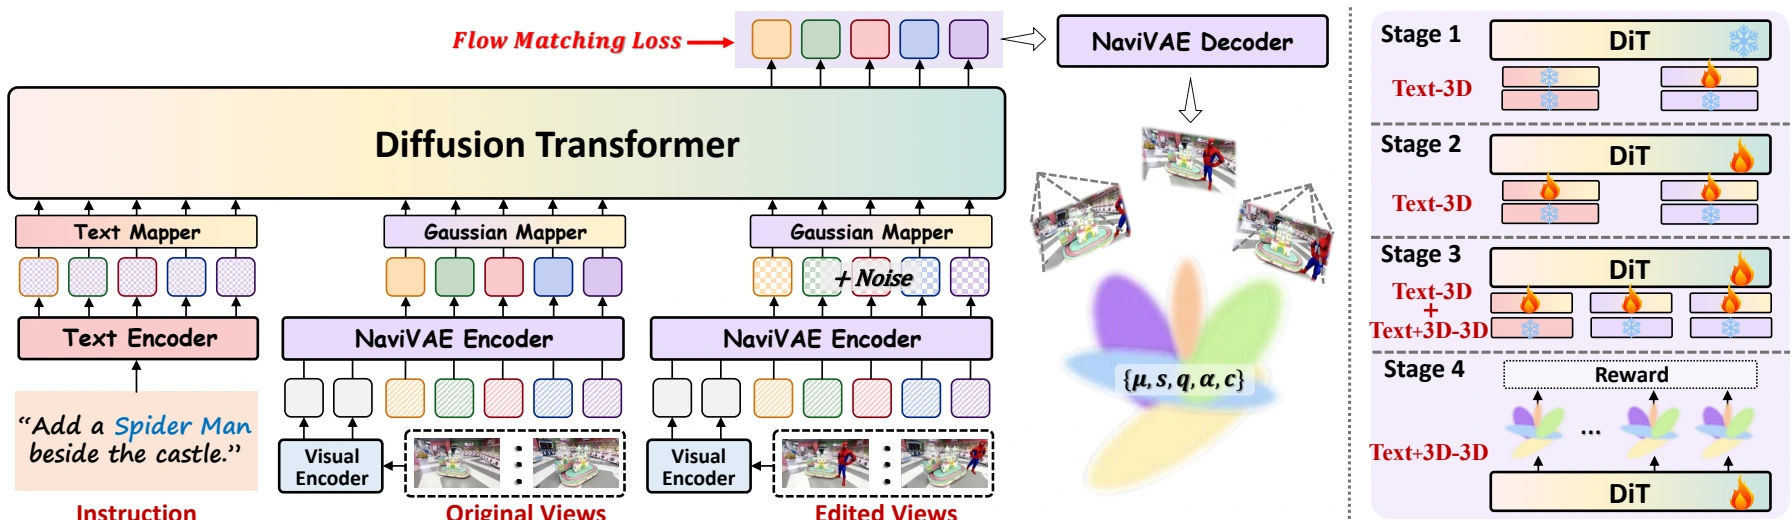 Flow Matching Loss
NaviVAE Decoder
Diffusion Transformer
Text Mapper
Gaussian Mapper
Gaussian Mapper
+ Noise
Text Encoder
NaviVAE Encoder
NaviVAE Encoder
“Add a Spider Man
beside the castle.”
Visual
Encoder
Visual
Encoder
Instruction
Original Views
Edited Views
{μ, s, q, α, c}
Stage 1
DiT
Text-3D
Stage 2
DiT
Text-3D
Stage 3
DiT
Text-3D
+
Text+3D-3D
Stage 4
Reward
...
Text+3D-3D
DiT